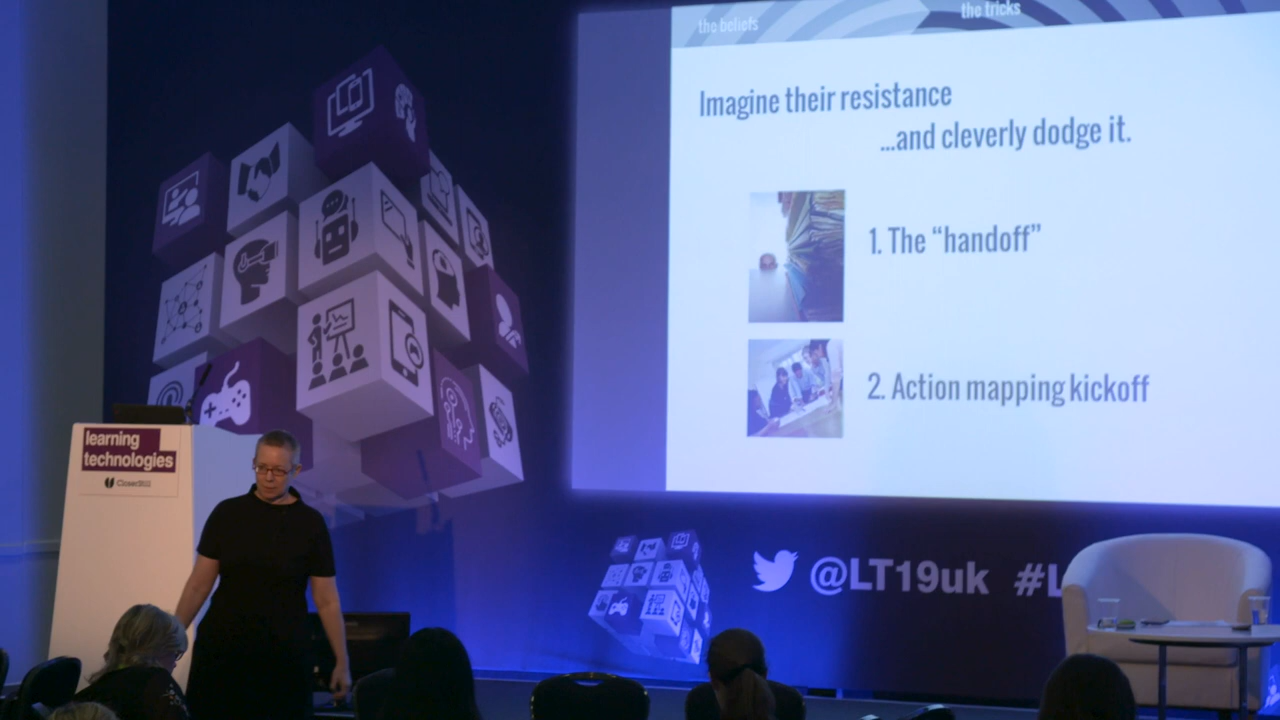 the beliefs
the tricks
Imagine their resistance
...and cleverly dodge it.
1. The “handoff”
2. Action mapping kickoff
learning
technologies
CloserStill
@LT19uk #L